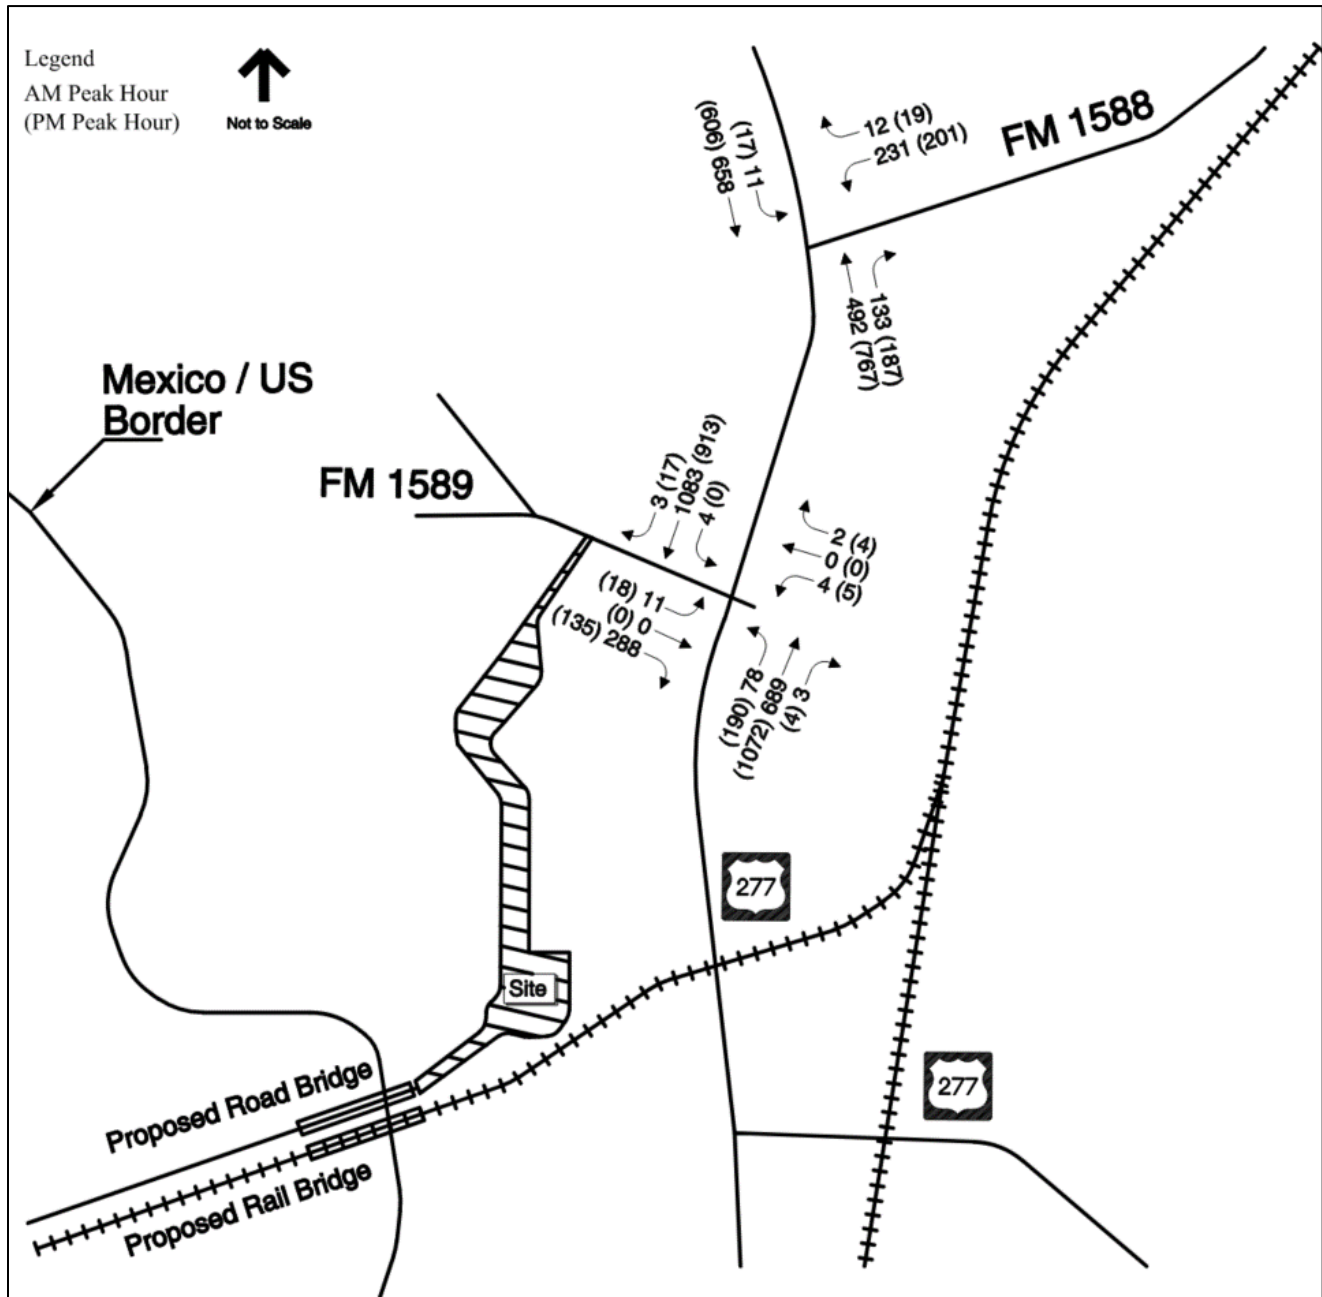 Legend
AM Peak Hour
(PM Peak Hour)
Not to Scale
12 (19)
231 (201)
FM 1588
(17) 11
(606) 658
133 (187)
492 (767)
Mexico / US
Border
FM 1589
3 (17)
1083 (913)
4 (0)
2 (4)
0 (0)
4 (5)
(18) 11
(0) 0
(135) 288
(190) 78
(1072) 689
(4) 3
277
Site
277
Proposed Road Bridge
Proposed Rail Bridge